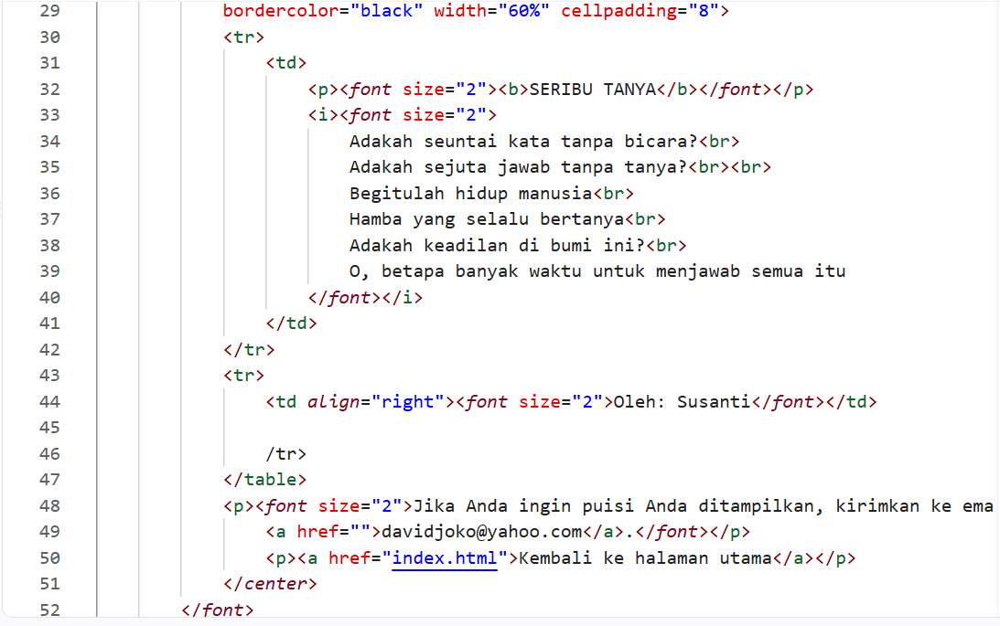 29 bordercolor="black" width="60%" cellpadding="8">
30 <tr>
31 <td>
32 <p><font size="2"><b>SERIBU TANYA</b></font></p>
33 <i><font size="2">
34 Adakah seuntai kata tanpa bicara?<br>
35 Adakah sejuta jawab tanpa tanya?<br><br>
36 Begitulah hidup manusia<br>
37 Hamba yang selalu bertanya<br>
38 Adakah keadilan di bumi ini?<br>
39 O, betapa banyak waktu untuk menjawab semua itu
40 </font></i>
41 </td>
42 </tr>
43 <tr>
44 <td align="right"><font size="2">Oleh: Susanti</font></td>
45
46 /tr>
47 </table>
48 <p><font size="2">Jika Anda ingin puisi Anda ditampilkan, kirimkan ke ema
49 <a href="">davidjoko@yahoo.com</a>.</font></p>
50 <p><a href="index.html">Kembali ke halaman utama</a></p>
51 </center>
52 </font>